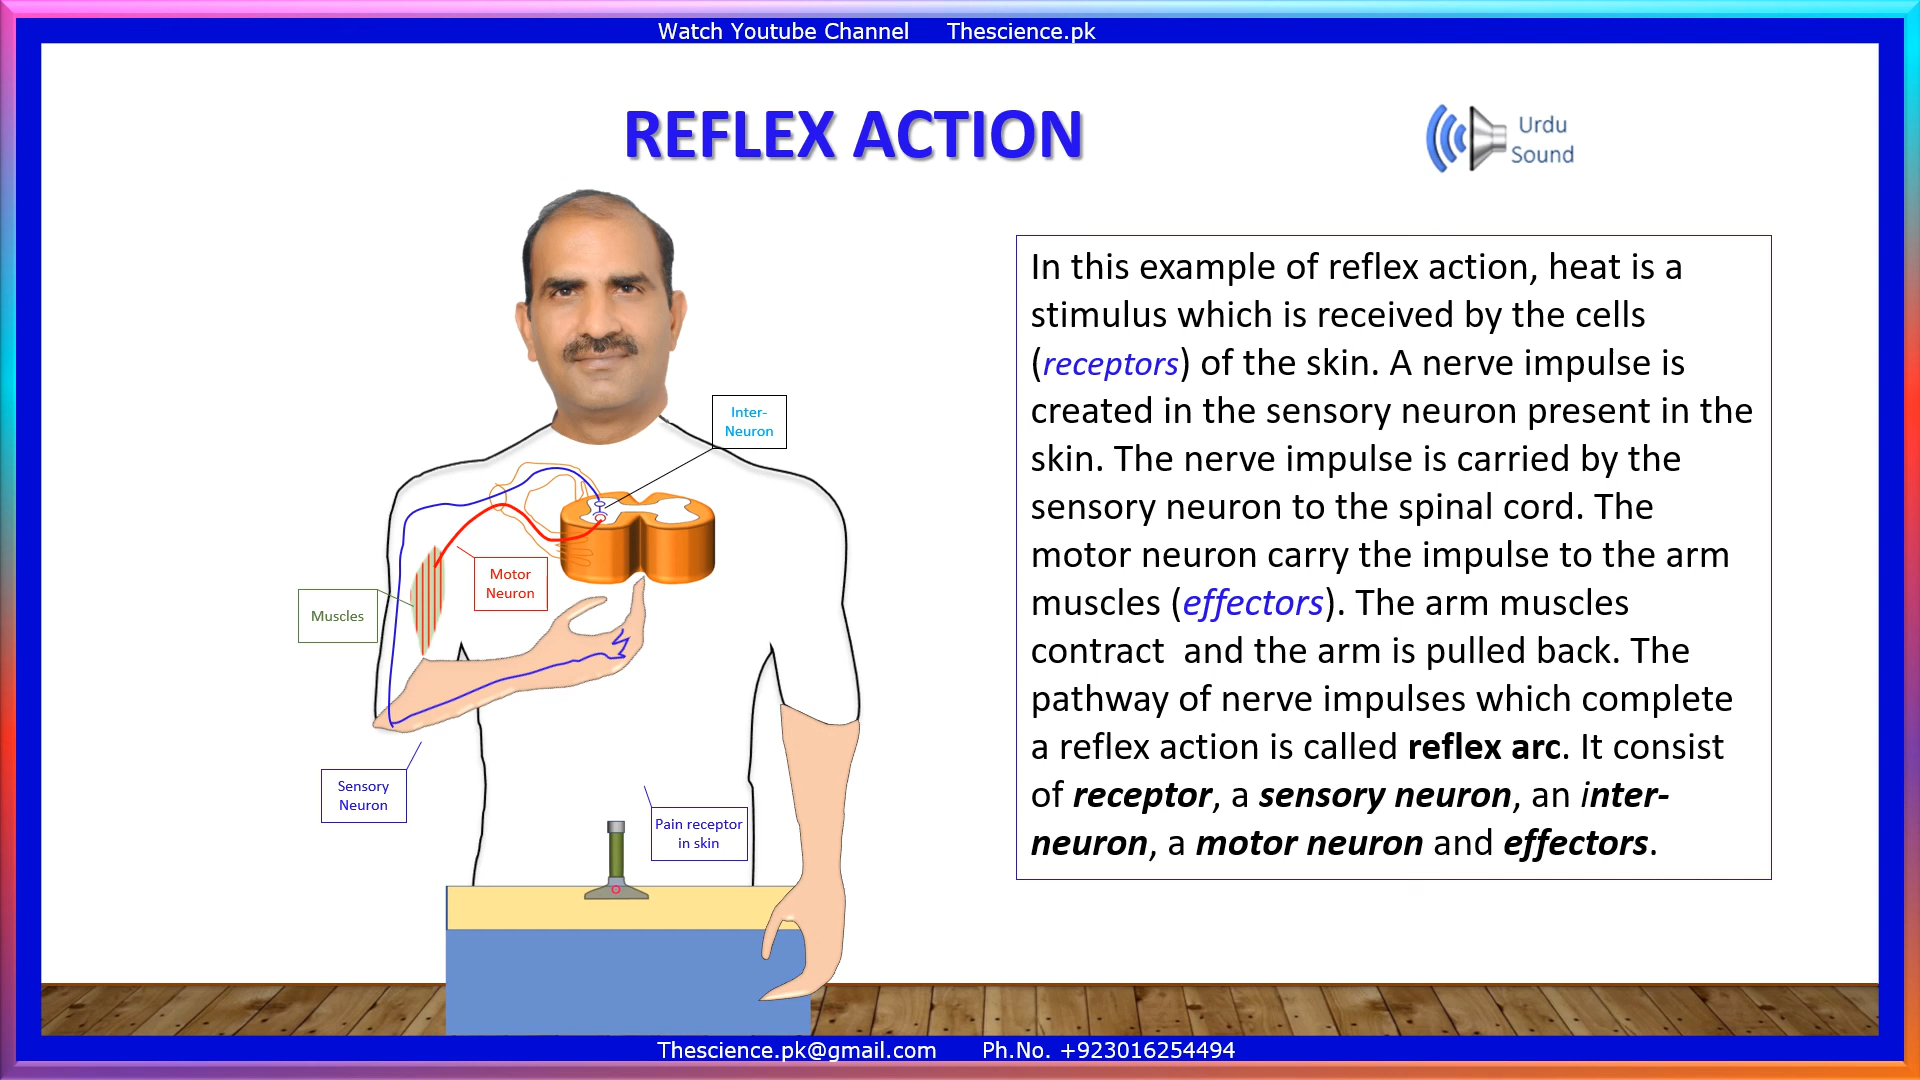 Watch Youtube Channel Thescience.pk
REFLEX ACTION
Urdu
Sound
In this example of reflex action, heat is a
stimulus which is received by the cells
(receptors) of the skin. A nerve impulse is
created in the sensory neuron present in the
skin. The nerve impulse is carried by the
sensory neuron to the spinal cord. The
motor neuron carry the impulse to the arm
muscles (effectors). The arm muscles
contract  and the arm is pulled back. The
pathway of nerve impulses which complete
a reflex action is called reflex arc. It consist
of receptor, a sensory neuron, an inter-
neuron, a motor neuron and effectors.
Inter-
Neuron
Motor
Neuron
Muscles
Sensory
Neuron
Pain receptor
in skin
Thescience.pk@gmail.com Ph.No. +923016254494